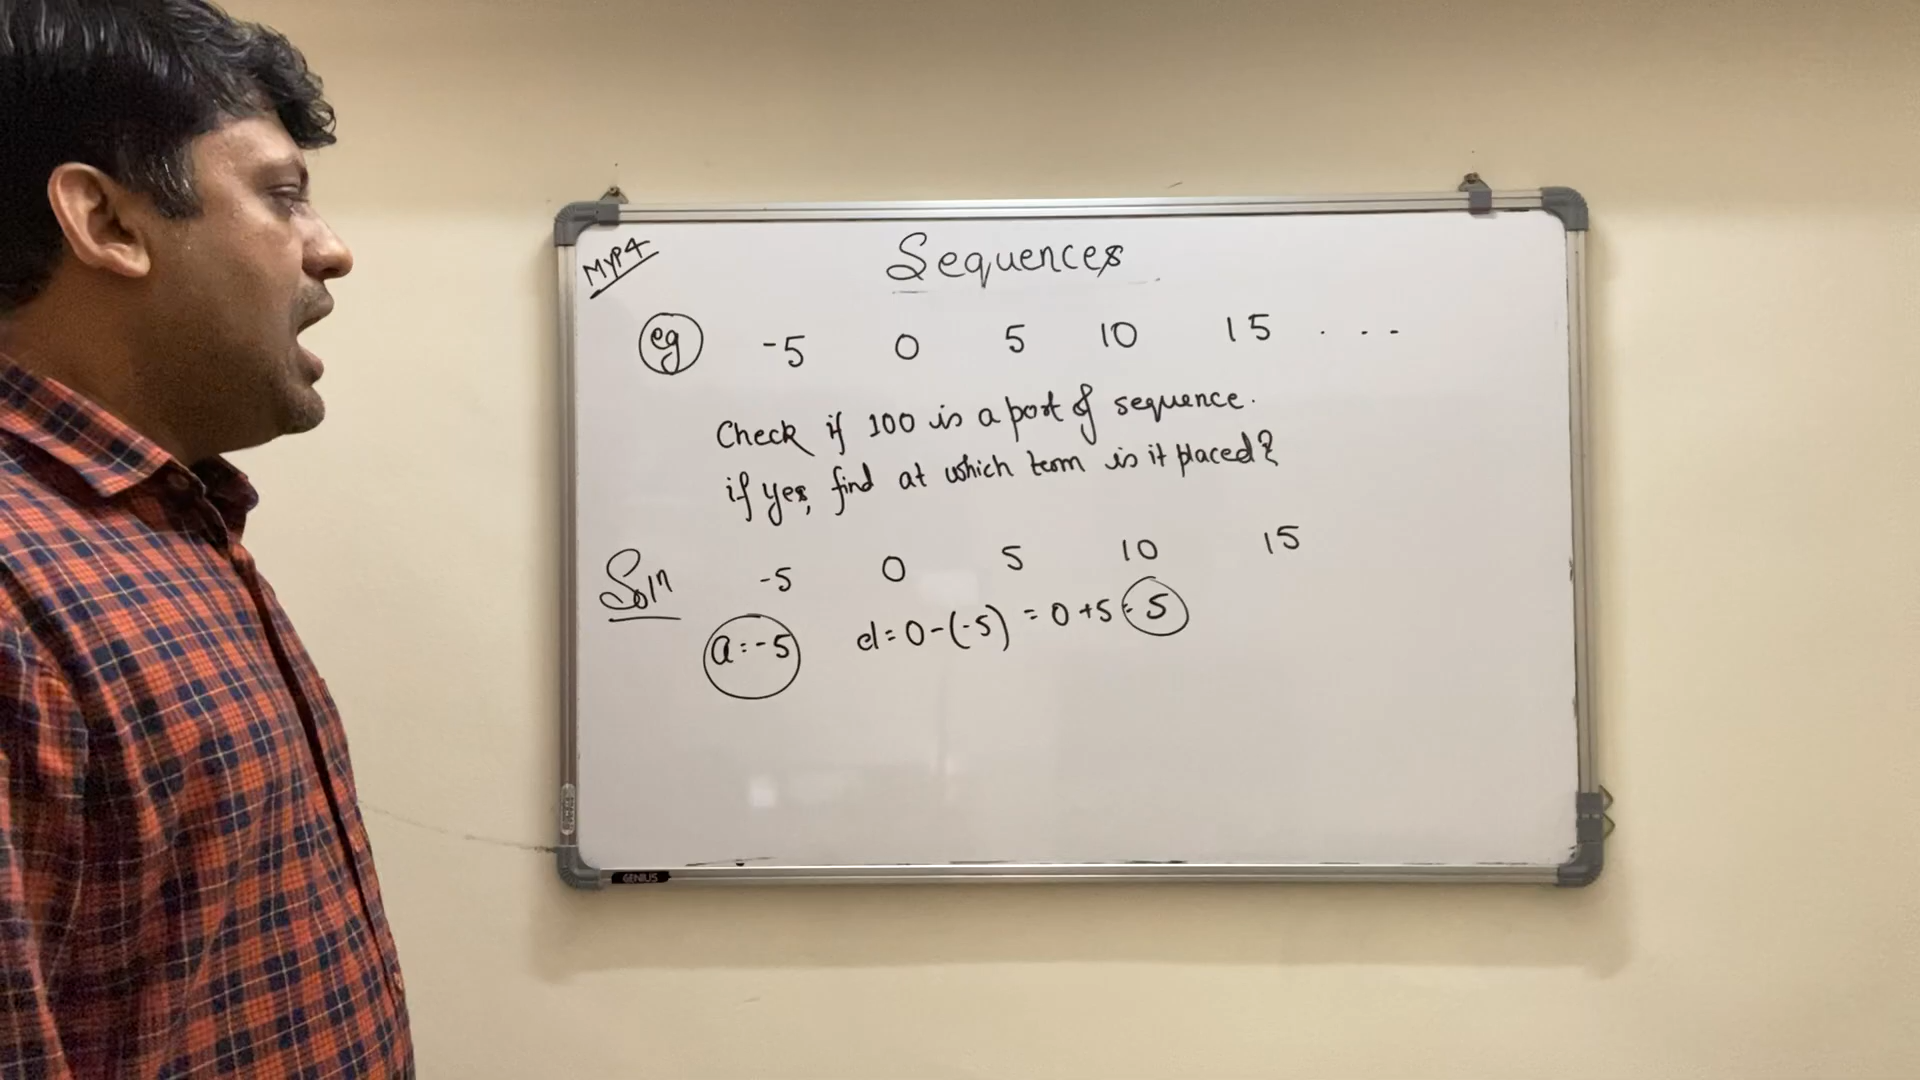 MYP4
Sequences
eg -5 0 5 10 15 ...
Check if 100 is a part of sequence.
if yes, find at which term is it placed?
Soln -5 0 5 10 15
a=-5 d=0-(-5) = 0+5=5
GENIUS